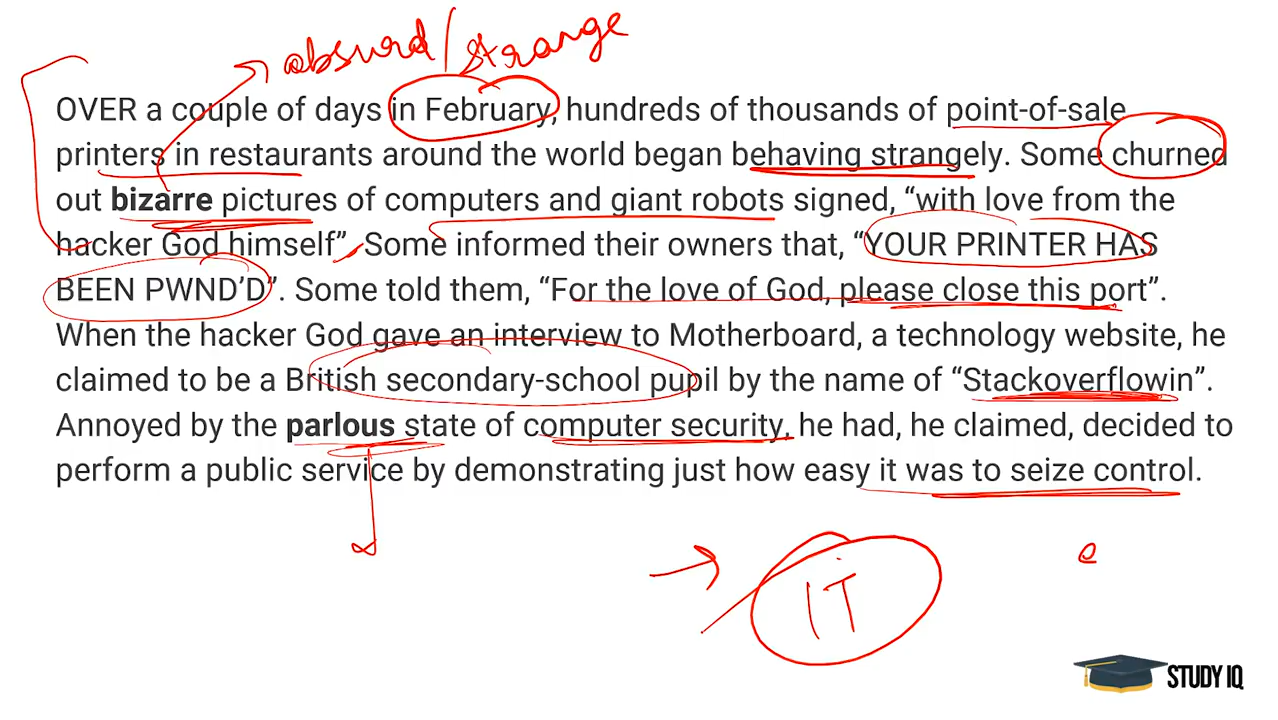 absurd/strange
OVER a couple of days in February, hundreds of thousands of point-of-sale
printers in restaurants around the world began behaving strangely. Some churned
out bizarre pictures of computers and giant robots signed, “with love from the
hacker God himself”. Some informed their owners that, “YOUR PRINTER HAS
BEEN PWND’D”. Some told them, “For the love of God, please close this port”.
When the hacker God gave an interview to Motherboard, a technology website, he
claimed to be a British secondary-school pupil by the name of “Stackoverflowin”.
Annoyed by the parlous state of computer security, he had, he claimed, decided to
perform a public service by demonstrating just how easy it was to seize control.
IT
e
STUDY IQ